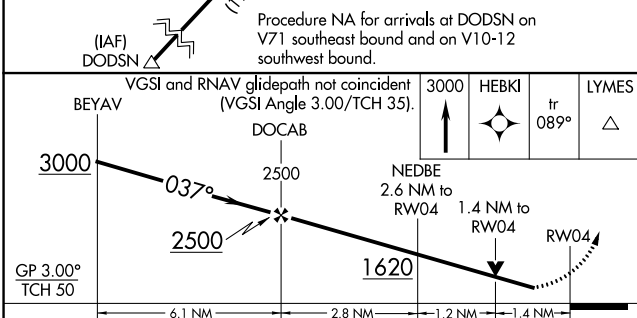 (IAF)
DODSN
Procedure NA for arrivals at DODSN on
V71 southeast bound and on V10-12
southwest bound.
VGSI and RNAV glidepath not coincident
(VGSI Angle 3.00/TCH 35).
3000
HEBKI
tr
089°
LYMES
BEYAV
DOCAB
2500
NEDBE
2.6 NM to
RW04
1.4 NM to
RW04
RW04
3000
037°
2500
1620
GP 3.00°
TCH 50
6.1 NM
2.8 NM
1.2 NM
1.4 NM